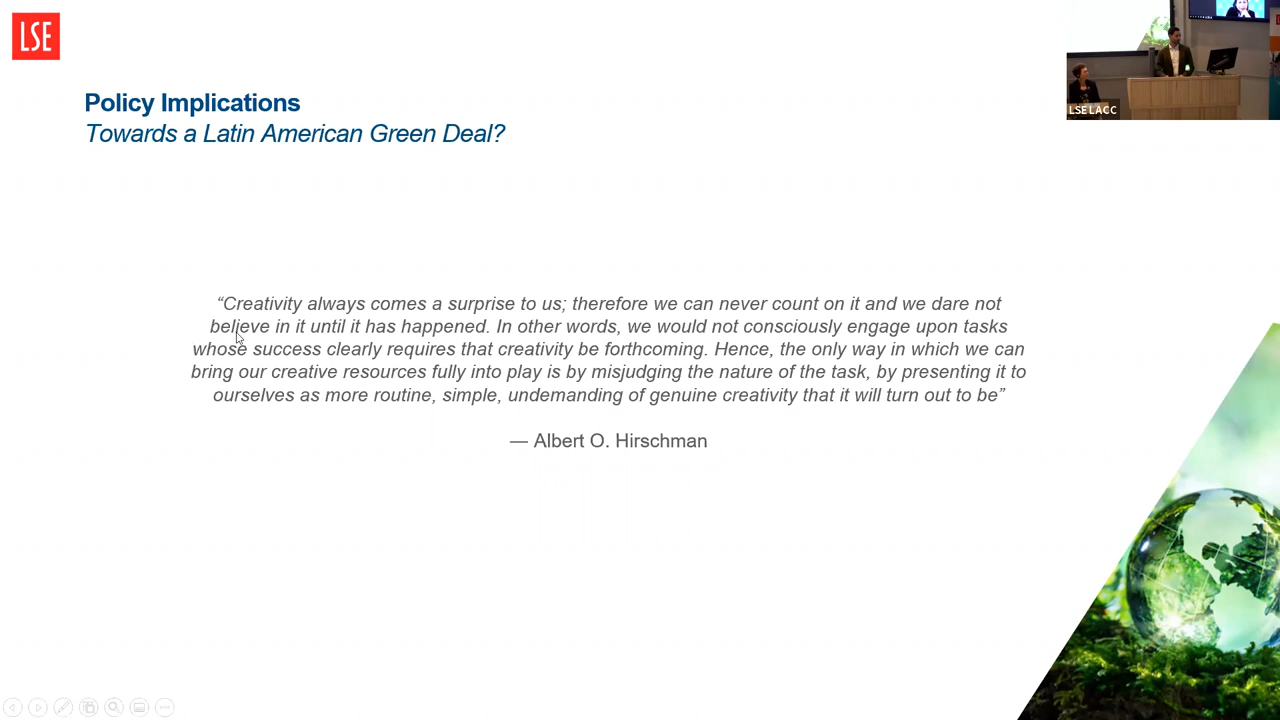 LSE
Policy Implications
Towards a Latin American Green Deal?
“Creativity always comes a surprise to us; therefore we can never count on it and we dare not
believe in it until it has happened. In other words, we would not consciously engage upon tasks
whose success clearly requires that creativity be forthcoming. Hence, the only way in which we can
bring our creative resources fully into play is by misjudging the nature of the task, by presenting it to
ourselves as more routine, simple, undemanding of genuine creativity that it will turn out to be”
— Albert O. Hirschman
LSE LACC